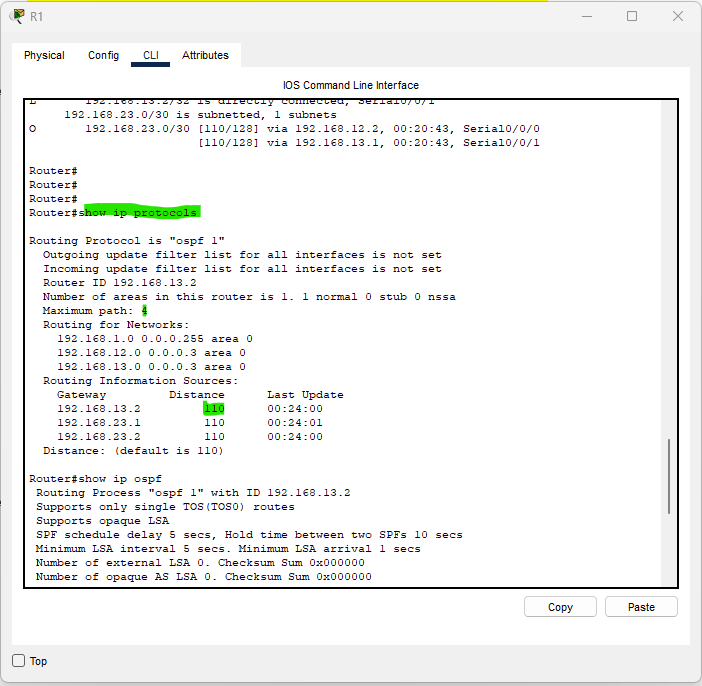 R1
Physical Config CLI Attributes
IOS Command Line Interface
L 192.168.13.2/32 is directly connected, Serial0/0/1
192.168.23.0/30 is subnetted, 1 subnets
O 192.168.23.0/30 [110/128] via 192.168.12.2, 00:20:43, Serial0/0/0
[110/128] via 192.168.13.1, 00:20:43, Serial0/0/1
Router#
Router#
Router#
Router#show ip protocols
Routing Protocol is "ospf 1"
Outgoing update filter list for all interfaces is not set
Incoming update filter list for all interfaces is not set
Router ID 192.168.13.2
Number of areas in this router is 1. 1 normal 0 stub 0 nssa
Maximum path: 4
Routing for Networks:
192.168.1.0 0.0.0.255 area 0
192.168.12.0 0.0.0.3 area 0
192.168.13.0 0.0.0.3 area 0
Routing Information Sources:
Gateway Distance Last Update
192.168.13.2 110 00:24:00
192.168.23.1 110 00:24:01
192.168.23.2 110 00:24:00
Distance: (default is 110)
Router#show ip ospf
Routing Process "ospf 1" with ID 192.168.13.2
Supports only single TOS(TOS0) routes
Supports opaque LSA
SPF schedule delay 5 secs, Hold time between two SPFs 10 secs
Minimum LSA interval 5 secs. Minimum LSA arrival 1 secs
Number of external LSA 0. Checksum Sum 0x000000
Number of opaque AS LSA 0. Checksum Sum 0x000000
Copy Paste
Top